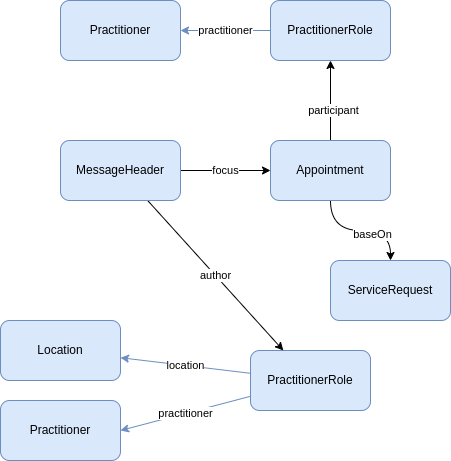 Practitioner
practitioner
PractitionerRole
participant
MessageHeader
focus
Appointment
baseOn
ServiceRequest
author
Location
location
PractitionerRole
practitioner
Practitioner